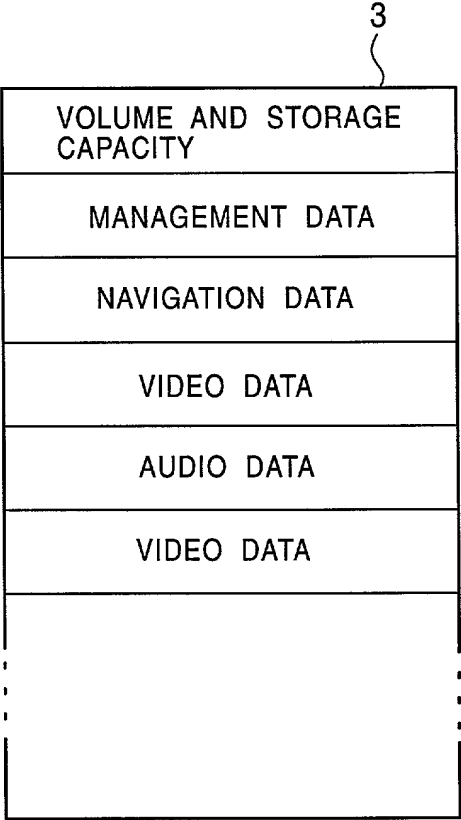 3
VOLUME AND STORAGE
CAPACITY
MANAGEMENT DATA
NAVIGATION DATA
VIDEO DATA
AUDIO DATA
VIDEO DATA